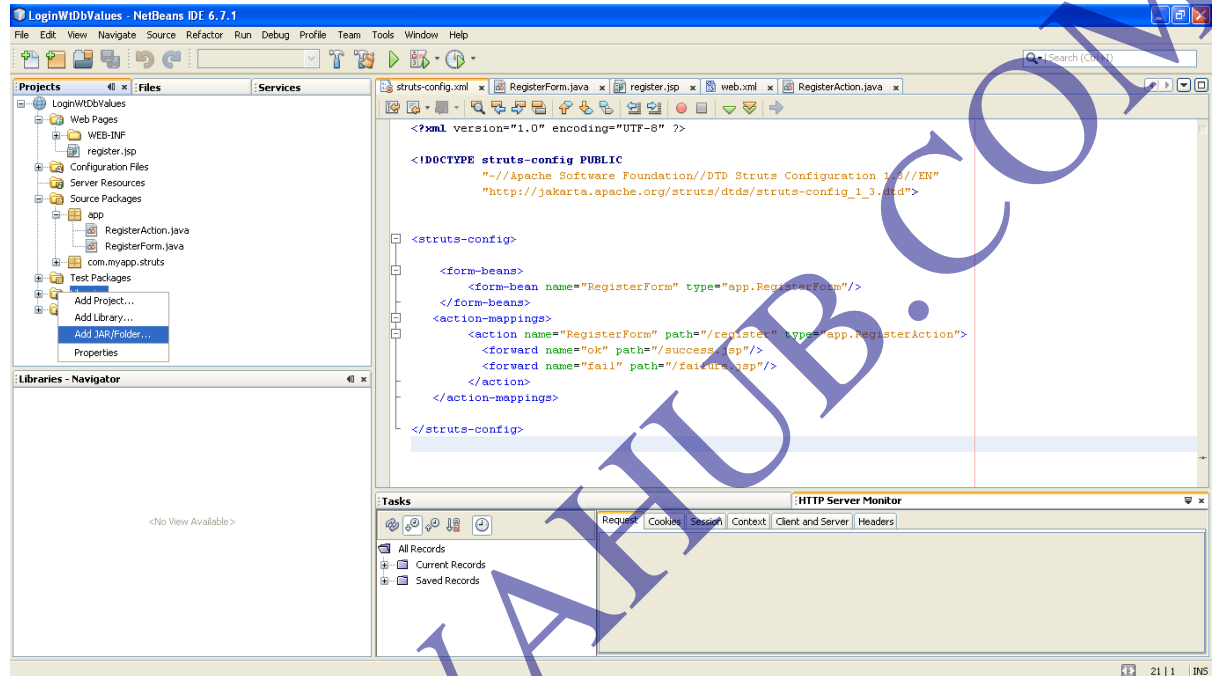 LoginWtDbValues - NetBeans IDE 6.7.1
File Edit View Navigate Source Refactor Run Debug Profile Team Tools Window Help
Search (Ctrl+I)
Projects Files Services
LoginWtDbValues
Web Pages
WEB-INF
register.jsp
Configuration Files
Server Resources
Source Packages
app
RegisterAction.java
RegisterForm.java
com.myapp.struts
Test Packages
Add Project...
Add Library...
Add JAR/Folder...
Properties
Libraries - Navigator
<No View Available>
struts-config.xml RegisterForm.java register.jsp web.xml RegisterAction.java
<?xml version="1.0" encoding="UTF-8" ?>
<!DOCTYPE struts-config PUBLIC
"-//Apache Software Foundation//DTD Struts Configuration 1.3//EN"
"http://jakarta.apache.org/struts/dtds/struts-config_1_3.dtd">
<struts-config>
<form-beans>
<form-bean name="RegisterForm" type="app.RegisterForm"/>
</form-beans>
<action-mappings>
<action name="RegisterForm" path="/register" type="app.RegisterAction">
<forward name="ok" path="/success.jsp"/>
<forward name="fail" path="/failure.jsp"/>
</action>
</action-mappings>
</struts-config>
Tasks HTTP Server Monitor
All Records
Current Records
Saved Records
Request Cookies Session Context Client and Server Headers
21 | 1 INS
AHUB.COM